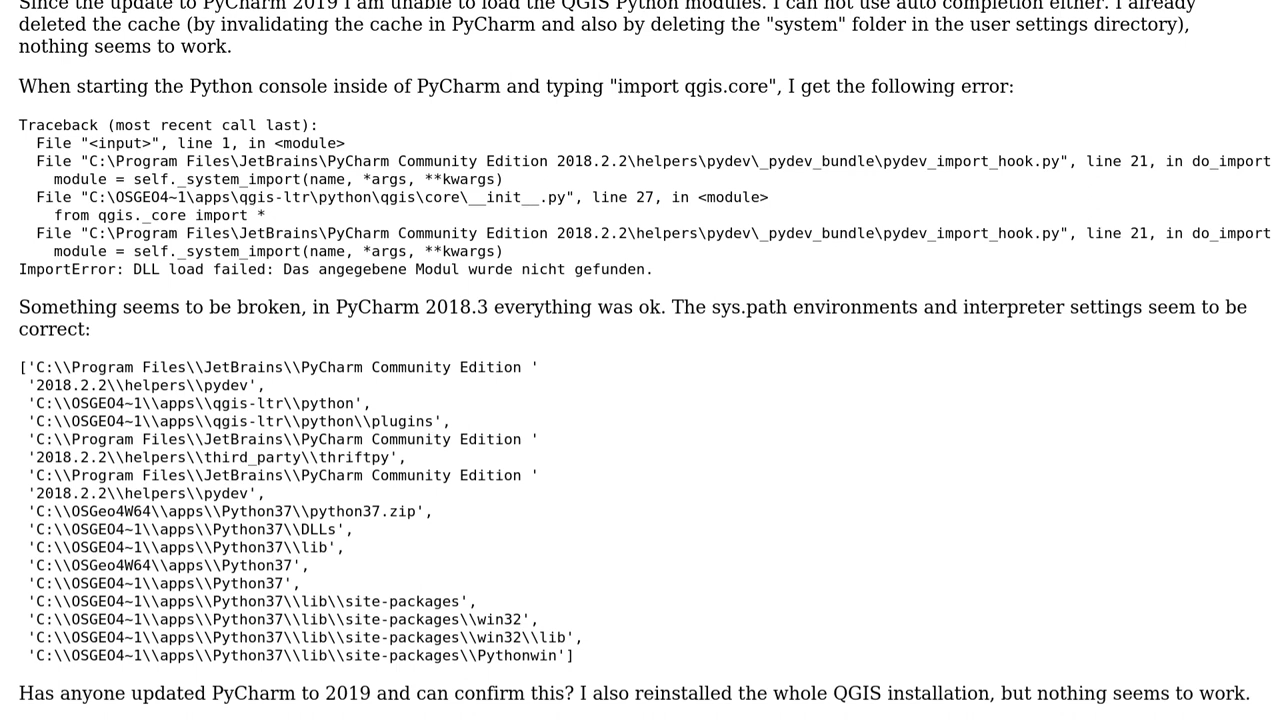 Since the update to PyCharm 2019 I am unable to load the QGIS Python modules. I can not use auto completion either. I already
deleted the cache (by invalidating the cache in PyCharm and also by deleting the "system" folder in the user settings directory),
nothing seems to work.
When starting the Python console inside of PyCharm and typing "import qgis.core", I get the following error:
Traceback (most recent call last):
  File "<input>", line 1, in <module>
  File "C:\Program Files\JetBrains\PyCharm Community Edition 2018.2.2\helpers\pydev\_pydev_bundle\pydev_import_hook.py", line 21, in do_import
    module = self._system_import(name, *args, **kwargs)
  File "C:\OSGEO4~1\apps\qgis-ltr\python\qgis\core\__init__.py", line 27, in <module>
    from qgis._core import *
  File "C:\Program Files\JetBrains\PyCharm Community Edition 2018.2.2\helpers\pydev\_pydev_bundle\pydev_import_hook.py", line 21, in do_import
    module = self._system_import(name, *args, **kwargs)
ImportError: DLL load failed: Das angegebene Modul wurde nicht gefunden.
Something seems to be broken, in PyCharm 2018.3 everything was ok. The sys.path environments and interpreter settings seem to be
correct:
['C:\\Program Files\\JetBrains\\PyCharm Community Edition '
 '2018.2.2\\helpers\\pydev',
 'C:\\OSGEO4~1\\apps\\qgis-ltr\\python',
 'C:\\OSGEO4~1\\apps\\qgis-ltr\\python\\plugins',
 'C:\\Program Files\\JetBrains\\PyCharm Community Edition '
 '2018.2.2\\helpers\\third_party\\thriftpy',
 'C:\\Program Files\\JetBrains\\PyCharm Community Edition '
 '2018.2.2\\helpers\\pydev',
 'C:\\OSGeo4W64\\apps\\Python37\\python37.zip',
 'C:\\OSGEO4~1\\apps\\Python37\\DLLs',
 'C:\\OSGEO4~1\\apps\\Python37\\lib',
 'C:\\OSGeo4W64\\apps\\Python37',
 'C:\\OSGEO4~1\\apps\\Python37',
 'C:\\OSGEO4~1\\apps\\Python37\\lib\\site-packages',
 'C:\\OSGEO4~1\\apps\\Python37\\lib\\site-packages\\win32',
 'C:\\OSGEO4~1\\apps\\Python37\\lib\\site-packages\\win32\\lib',
 'C:\\OSGEO4~1\\apps\\Python37\\lib\\site-packages\\Pythonwin']
Has anyone updated PyCharm to 2019 and can confirm this? I also reinstalled the whole QGIS installation, but nothing seems to work.